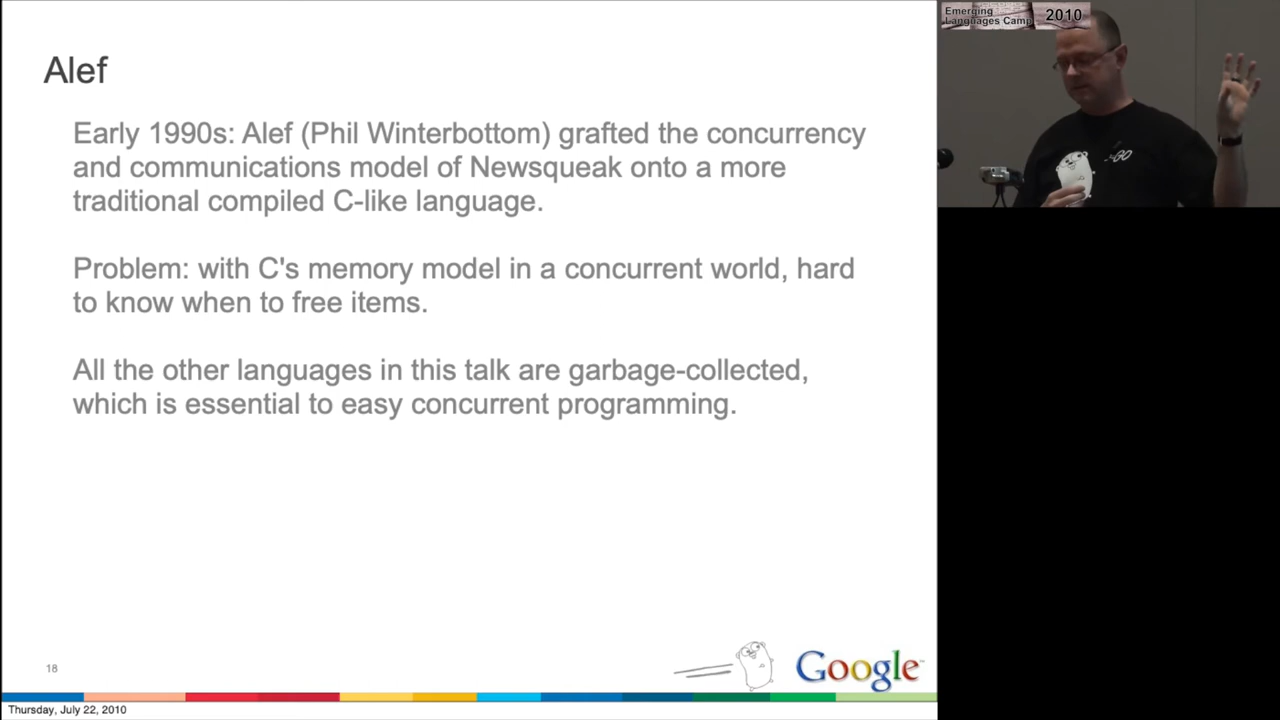 Alef
Early 1990s: Alef (Phil Winterbottom) grafted the concurrency
and communications model of Newsqueak onto a more
traditional compiled C-like language.
Problem: with C's memory model in a concurrent world, hard
to know when to free items.
All the other languages in this talk are garbage-collected,
which is essential to easy concurrent programming.
18
Google
Thursday, July 22, 2010
Emerging
Languages Camp
2010
GO